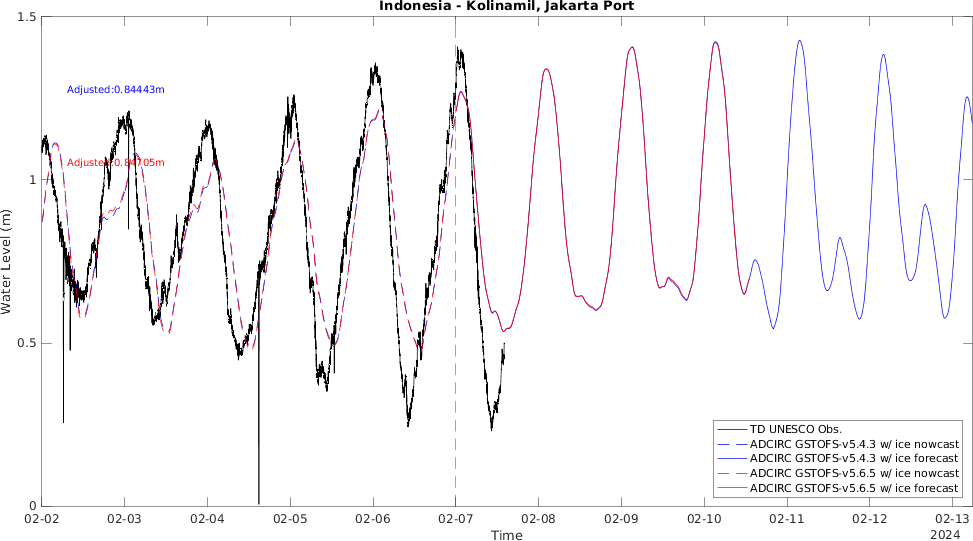 Indonesia - Kolinamil, Jakarta Port
1.5
Adjusted:0.84443m
Adjusted:0.84705m
1
Water Level (m)
0.5
TD UNESCO Obs.
ADCIRC GSTOFS-v5.4.3 w/ ice nowcast
ADCIRC GSTOFS-v5.4.3 w/ ice forecast
ADCIRC GSTOFS-v5.6.5 w/ ice nowcast
ADCIRC GSTOFS-v5.6.5 w/ ice forecast
0
02-02 02-03 02-04 02-05 02-06 02-07 02-08 02-09 02-10 02-11 02-12 02-13
Time
2024